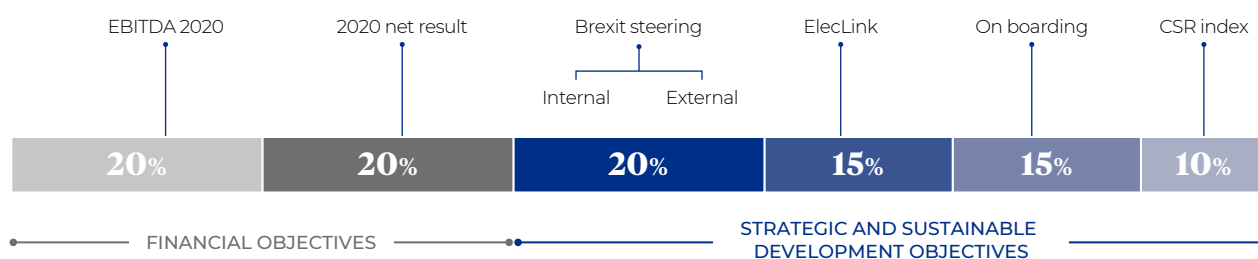 EBITDA 2020
2020 net result
Brexit steering
ElecLink
On boarding
CSR index
Internal
External
20%
20%
20%
15%
15%
10%
FINANCIAL OBJECTIVES
STRATEGIC AND SUSTAINABLE
DEVELOPMENT OBJECTIVES